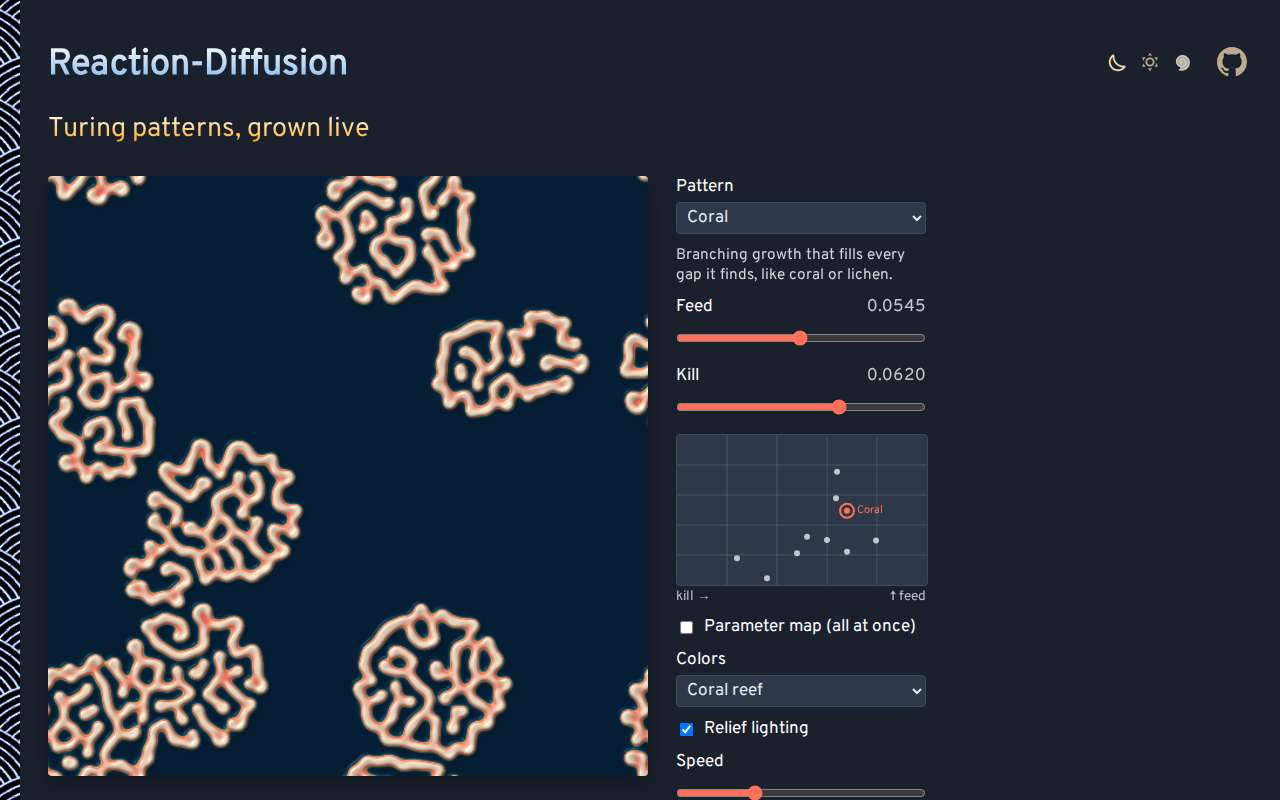 Reaction-Diffusion
Turing patterns, grown live
Pattern
Coral
Branching growth that fills every
gap it finds, like coral or lichen.
Feed 0.0545
Kill 0.0620
Coral
kill → ↑ feed
Parameter map (all at once)
Colors
Coral reef
Relief lighting
Speed